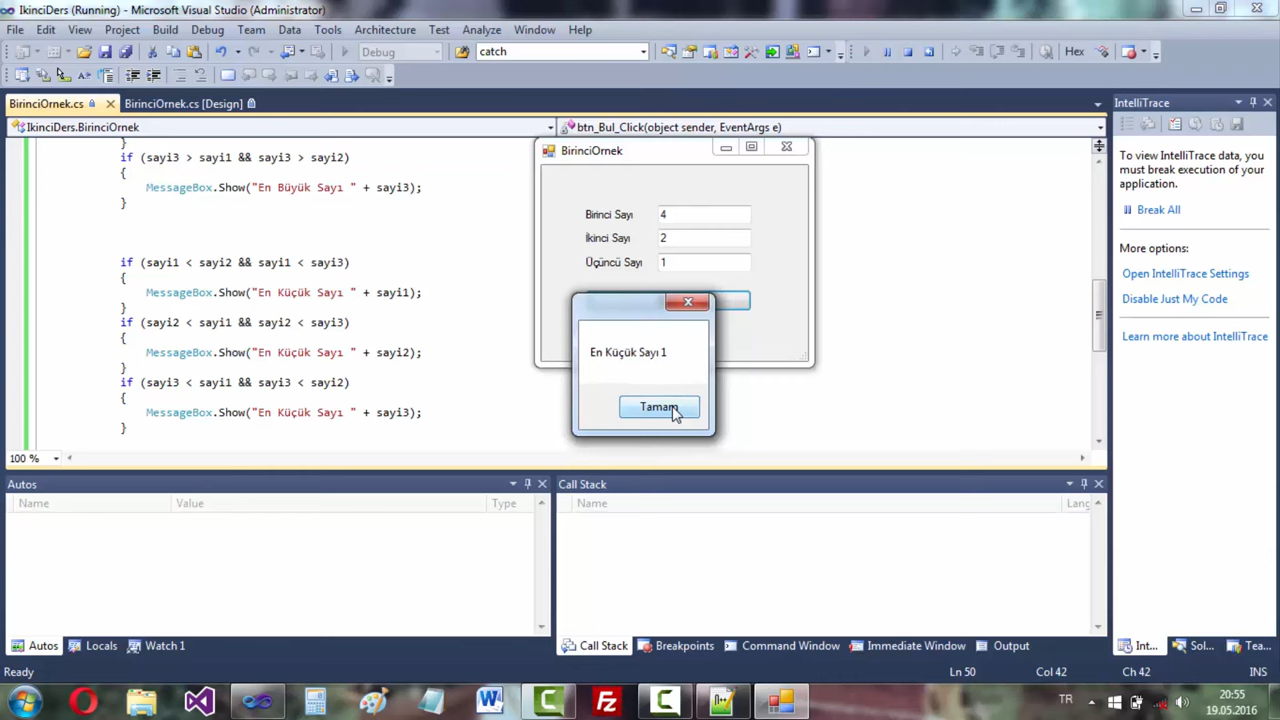 IkinciDers (Running) - Microsoft Visual Studio (Administrator)
File Edit View Project Build Debug Team Data Tools Architecture Test Analyze Window Help
Debug catch Hex
BirinciOrnek.cs BirinciOrnek.cs [Design]
IkinciDers.BirinciOrnek btn_Bul_Click(object sender, EventArgs e)
}
if (sayi3 > sayi1 && sayi3 > sayi2)
{
MessageBox.Show("En Büyük Sayı " + sayi3);
}
if (sayi1 < sayi2 && sayi1 < sayi3)
{
MessageBox.Show("En Küçük Sayı " + sayi1);
}
if (sayi2 < sayi1 && sayi2 < sayi3)
{
MessageBox.Show("En Küçük Sayı " + sayi2);
}
if (sayi3 < sayi1 && sayi3 < sayi2)
{
MessageBox.Show("En Küçük Sayı " + sayi3);
}
100 %
BirinciOrnek
Birinci Sayı 4
İkinci Sayı 2
Üçüncü Sayı 1
En Küçük Sayı 1
Tamam
IntelliTrace
To view IntelliTrace data, you
must break execution of your
application.
Break All
More options:
Open IntelliTrace Settings
Disable Just My Code
Learn more about IntelliTrace
Autos
Name Value Type
Call Stack
Name Lang
Autos Locals Watch 1
Call Stack Breakpoints Command Window Immediate Window Output
Int... Sol... Tea...
Ready Ln 50 Col 42 Ch 42 INS
TR 20:55
19.05.2016